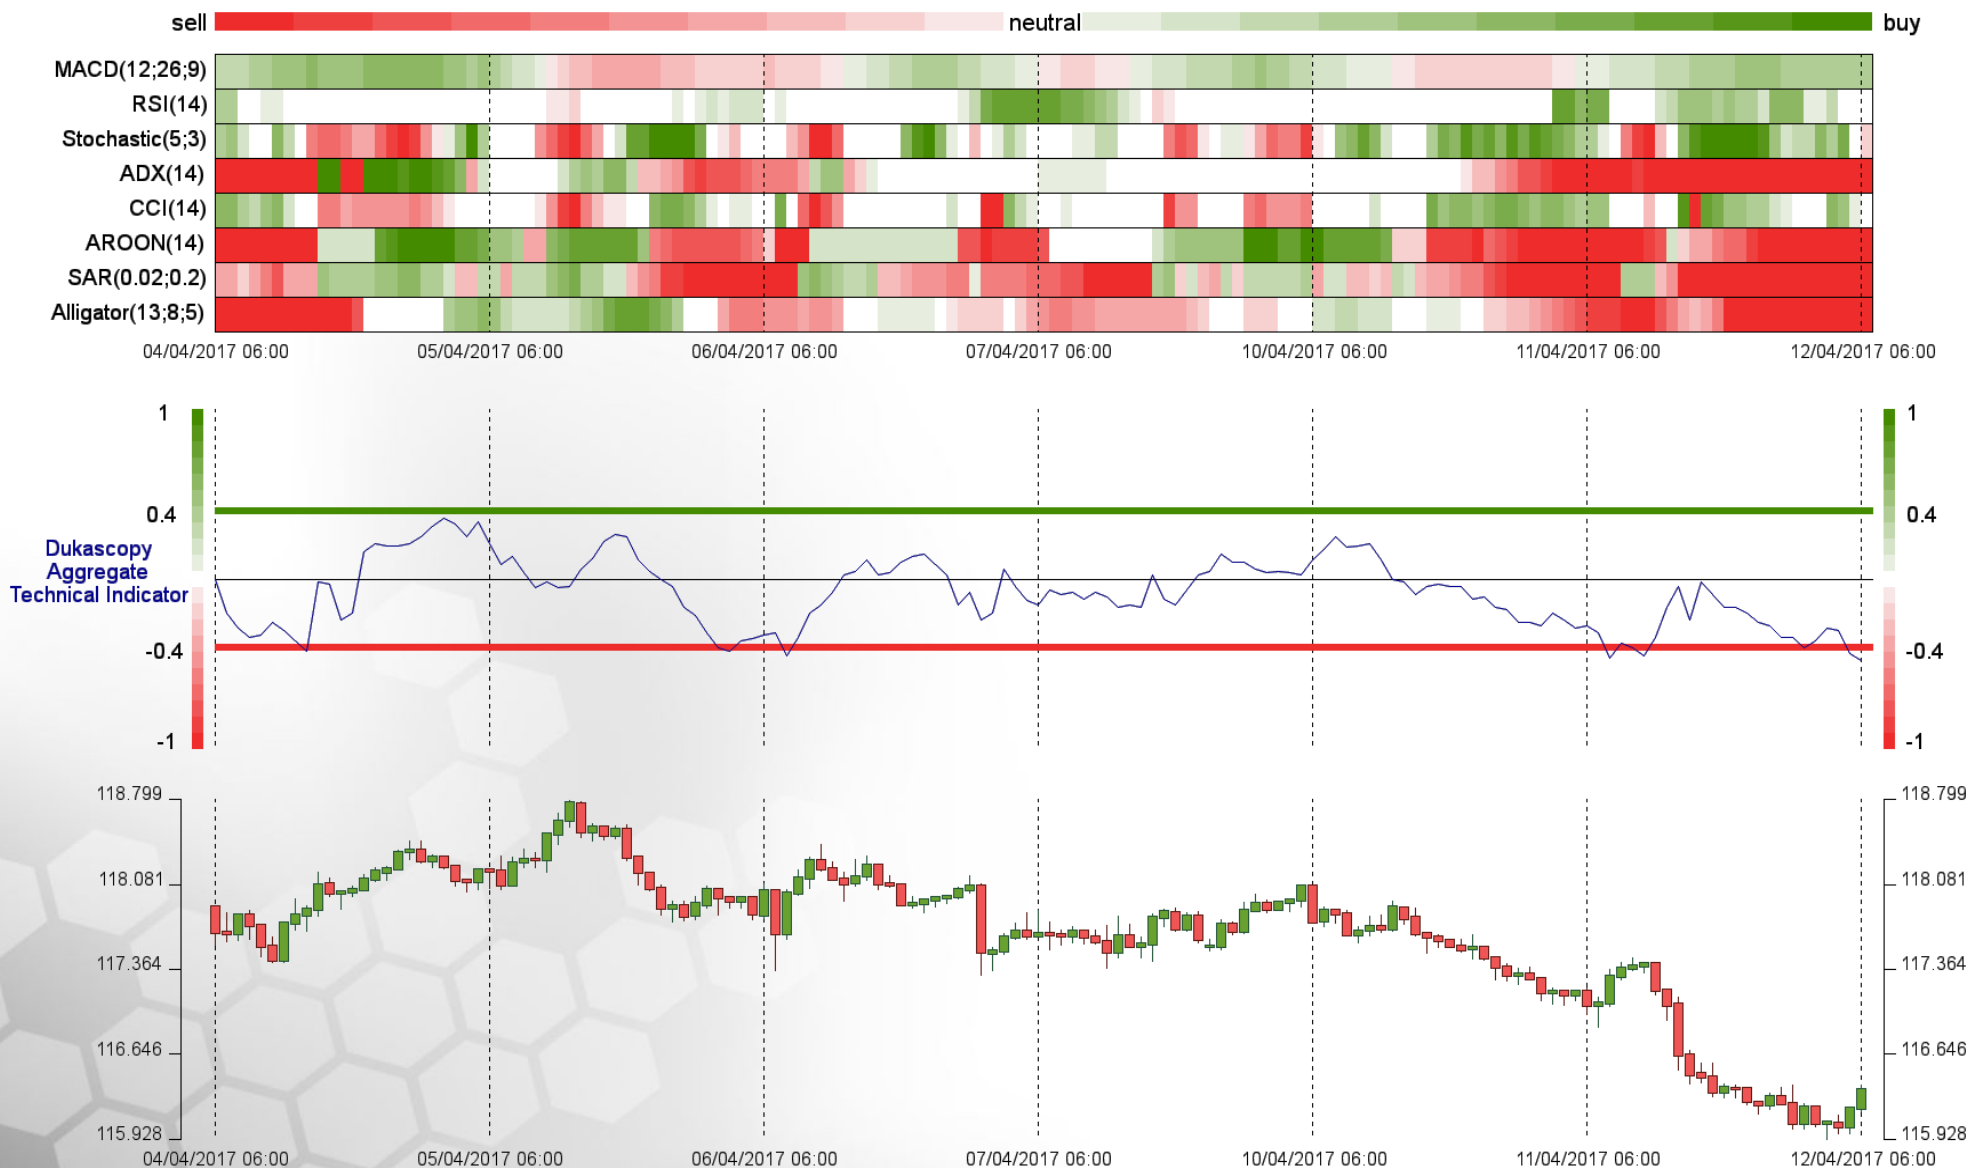 sell neutral buy
MACD(12;26;9)
RSI(14)
Stochastic(5;3)
ADX(14)
CCI(14)
AROON(14)
SAR(0.02;0.2)
Alligator(13;8;5)
04/04/2017 06:00 05/04/2017 06:00 06/04/2017 06:00 07/04/2017 06:00 10/04/2017 06:00 11/04/2017 06:00 12/04/2017 06:00
1 1
0.4 0.4
Dukascopy
Aggregate
Technical Indicator
-0.4 -0.4
-1 -1
118.799 118.799
118.081 118.081
117.364 117.364
116.646 116.646
115.928 115.928
04/04/2017 06:00 05/04/2017 06:00 06/04/2017 06:00 07/04/2017 06:00 10/04/2017 06:00 11/04/2017 06:00 12/04/2017 06:00